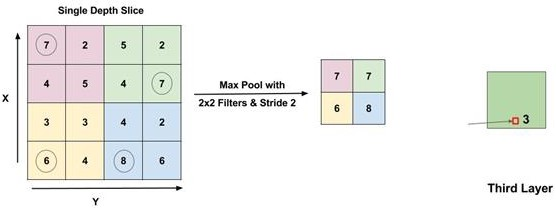 Single Depth Slice
7 2 5 2
4 5 4 7
3 3 4 2
6 4 8 6
X
Y
Max Pool with
2x2 Filters & Stride 2
7 7
6 8
3
Third Layer